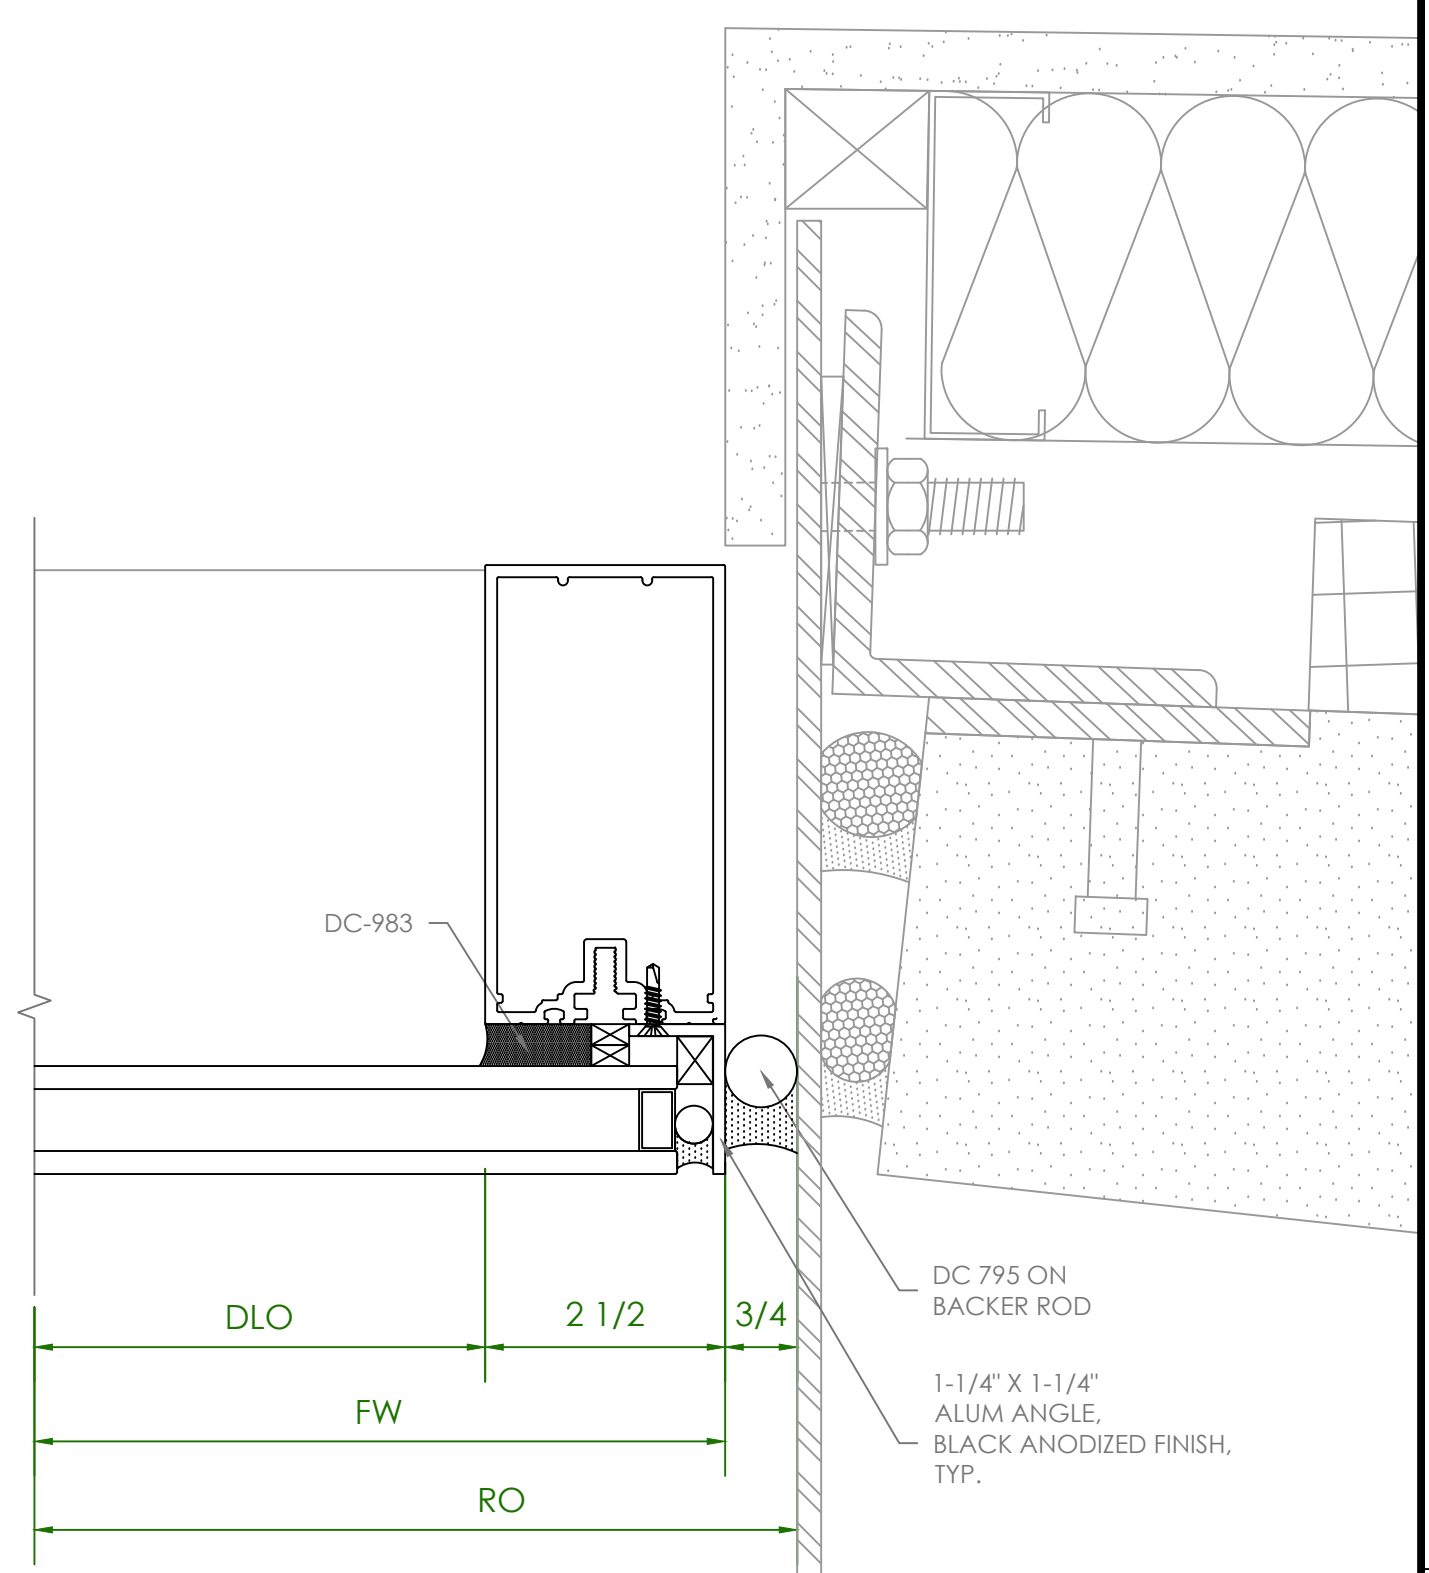 DC-983
DC 795 ON
BACKER ROD
DLO
2 1/2
3/4
1-1/4" X 1-1/4"
ALUM ANGLE,
BLACK ANODIZED FINISH,
TYP.
FW
RO